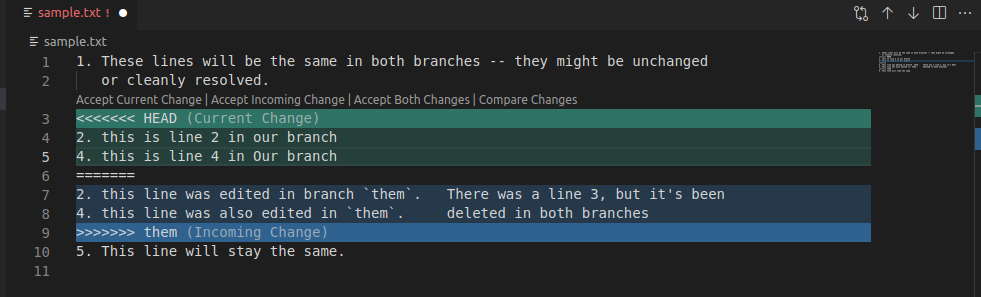 sample.txt !
sample.txt
1 1. These lines will be the same in both branches -- they might be unchanged
2 or cleanly resolved.
Accept Current Change | Accept Incoming Change | Accept Both Changes | Compare Changes
3 <<<<<<< HEAD (Current Change)
4 2. this is line 2 in our branch
5 4. this is line 4 in Our branch
6 =======
7 2. this line was edited in branch `them`.   There was a line 3, but it's been
8 4. this line was also edited in `them`.     deleted in both branches
9 >>>>>>> them (Incoming Change)
10 5. This line will stay the same.
11